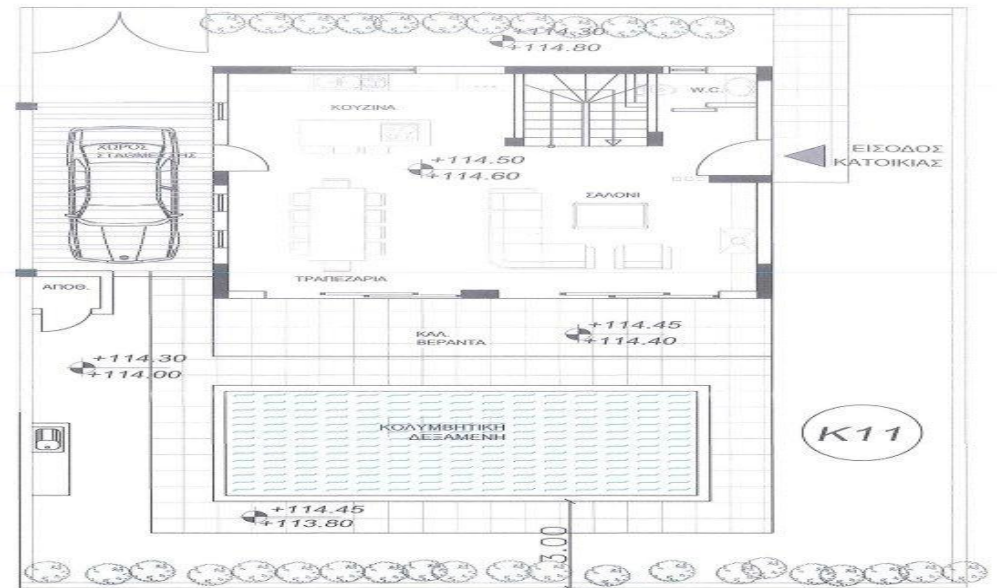 +114.30
+114.80
ΚΟΥΖΙΝΑ
W.C.
ΧΩΡΟΣ
ΣΤΑΘΜΕΥΣΗΣ
+114.50
+114.60
ΕΙΣΟΔΟΣ
ΚΑΤΟΙΚΙΑΣ
ΣΑΛΟΝΙ
ΤΡΑΠΕΖΑΡΙΑ
ΑΠΟΘ.
ΚΑΛ.
ΒΕΡΑΝΤΑ
+114.45
+114.40
+114.30
+114.00
ΚΟΛΥΜΒΗΤΙΚΗ
ΔΕΞΑΜΕΝΗ
K11
+114.45
+113.80
3.00